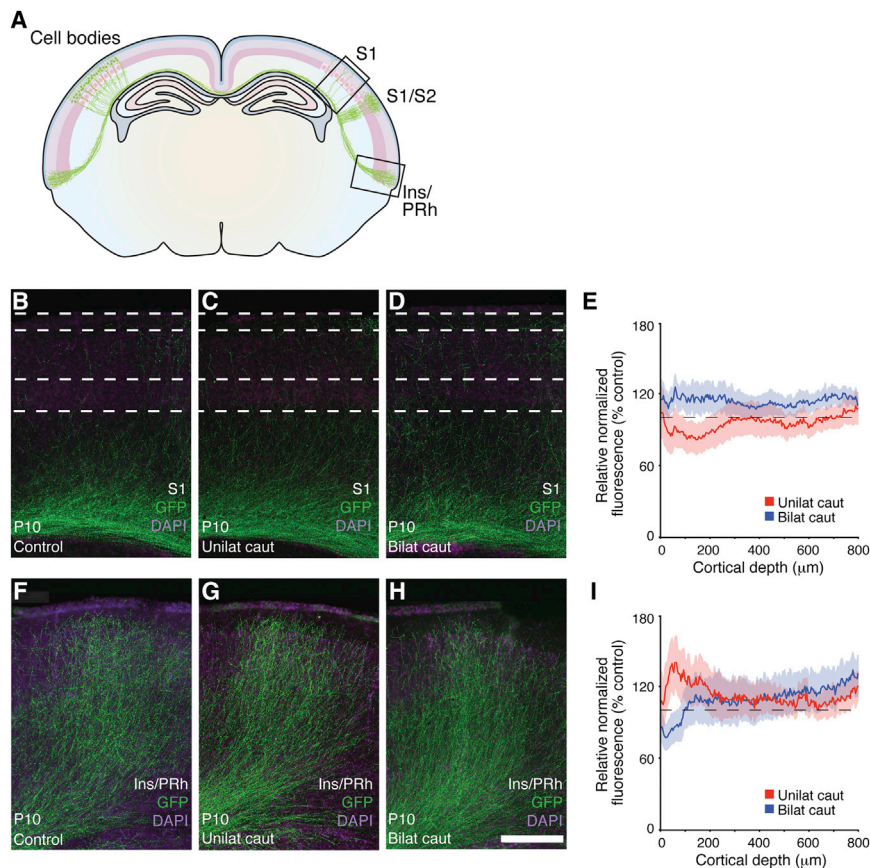 A
Cell bodies
S1
S1/S2
Ins/
PRh
B
S1
GFP
P10 DAPI
Control
C
S1
GFP
P10 DAPI
Unilat caut
D
S1
GFP
P10 DAPI
Bilat caut
E
Relative normalized
fluorescence (% control)
180
120
60
0
Unilat caut
Bilat caut
0 200 400 600 800
Cortical depth (μm)
F
Ins/PRh
GFP
P10 DAPI
Control
G
Ins/PRh
GFP
P10 DAPI
Unilat caut
H
Ins/PRh
GFP
P10 DAPI
Bilat caut
I
Relative normalized
fluorescence (% control)
180
120
60
0
Unilat caut
Bilat caut
0 200 400 600 800
Cortical depth (μm)